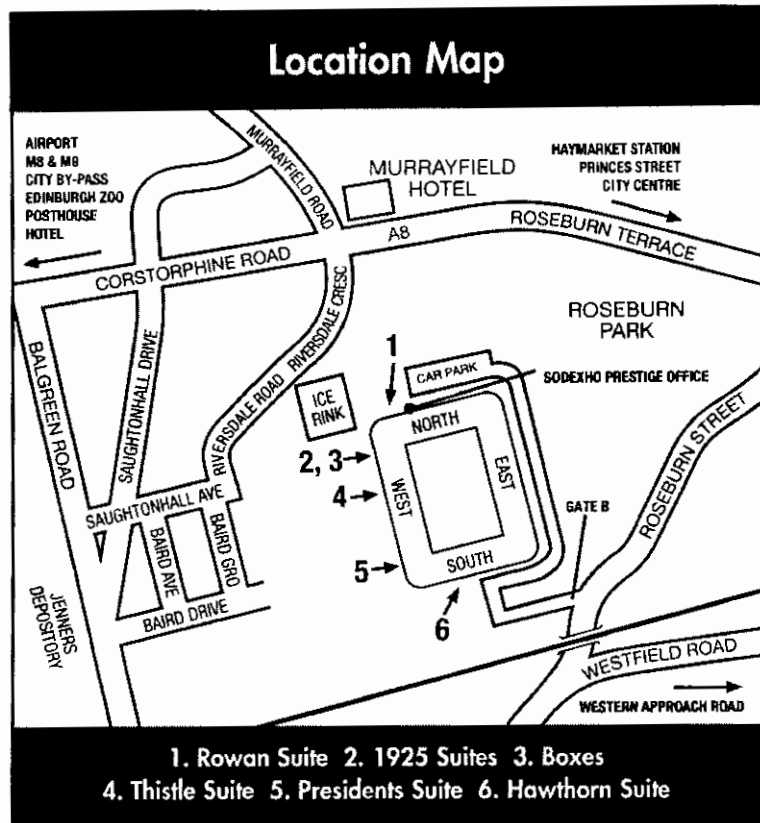 Location Map
AIRPORT
M8 & M9
CITY BY-PASS
EDINBURGH ZOO
POSTHOUSE
HOTEL
MURRAYFIELD ROAD
MURRAYFIELD
HOTEL
HAYMARKET STATION
PRINCES STREET
CITY CENTRE
CORSTORPHINE ROAD
A8
ROSEBURN TERRACE
ROSEBURN
PARK
BALGREEN ROAD
SAUGHTONHALL DRIVE
RIVERSDALE ROAD
RIVERSDALE CRESC
1
CAR PARK
SODEXHO PRESTIGE OFFICE
ICE
RINK
NORTH
2, 3
4
WEST
EAST
ROSEBURN STREET
SAUGHTONHALL AVE
GATE B
BAIRD AVE
BAIRD GRO
5
SOUTH
6
JENNERS
DEPOSITORY
BAIRD DRIVE
WESTFIELD ROAD
WESTERN APPROACH ROAD
1. Rowan Suite 2. 1925 Suites 3. Boxes
4. Thistle Suite 5. Presidents Suite 6. Hawthorn Suite